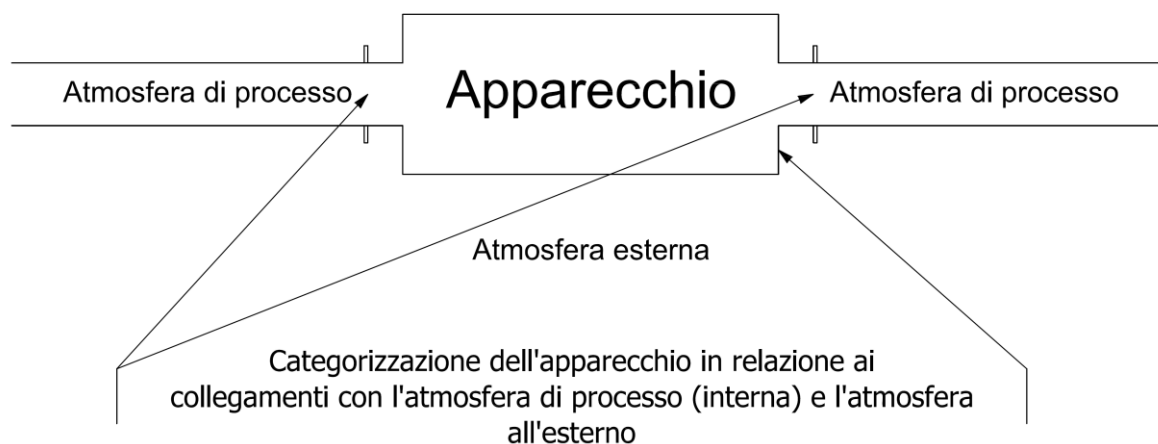 Atmosfera di processo
Apparecchio
Atmosfera di processo
Atmosfera esterna
Categorizzazione dell'apparecchio in relazione ai
collegamenti con l'atmosfera di processo (interna) e l'atmosfera
all'esterno